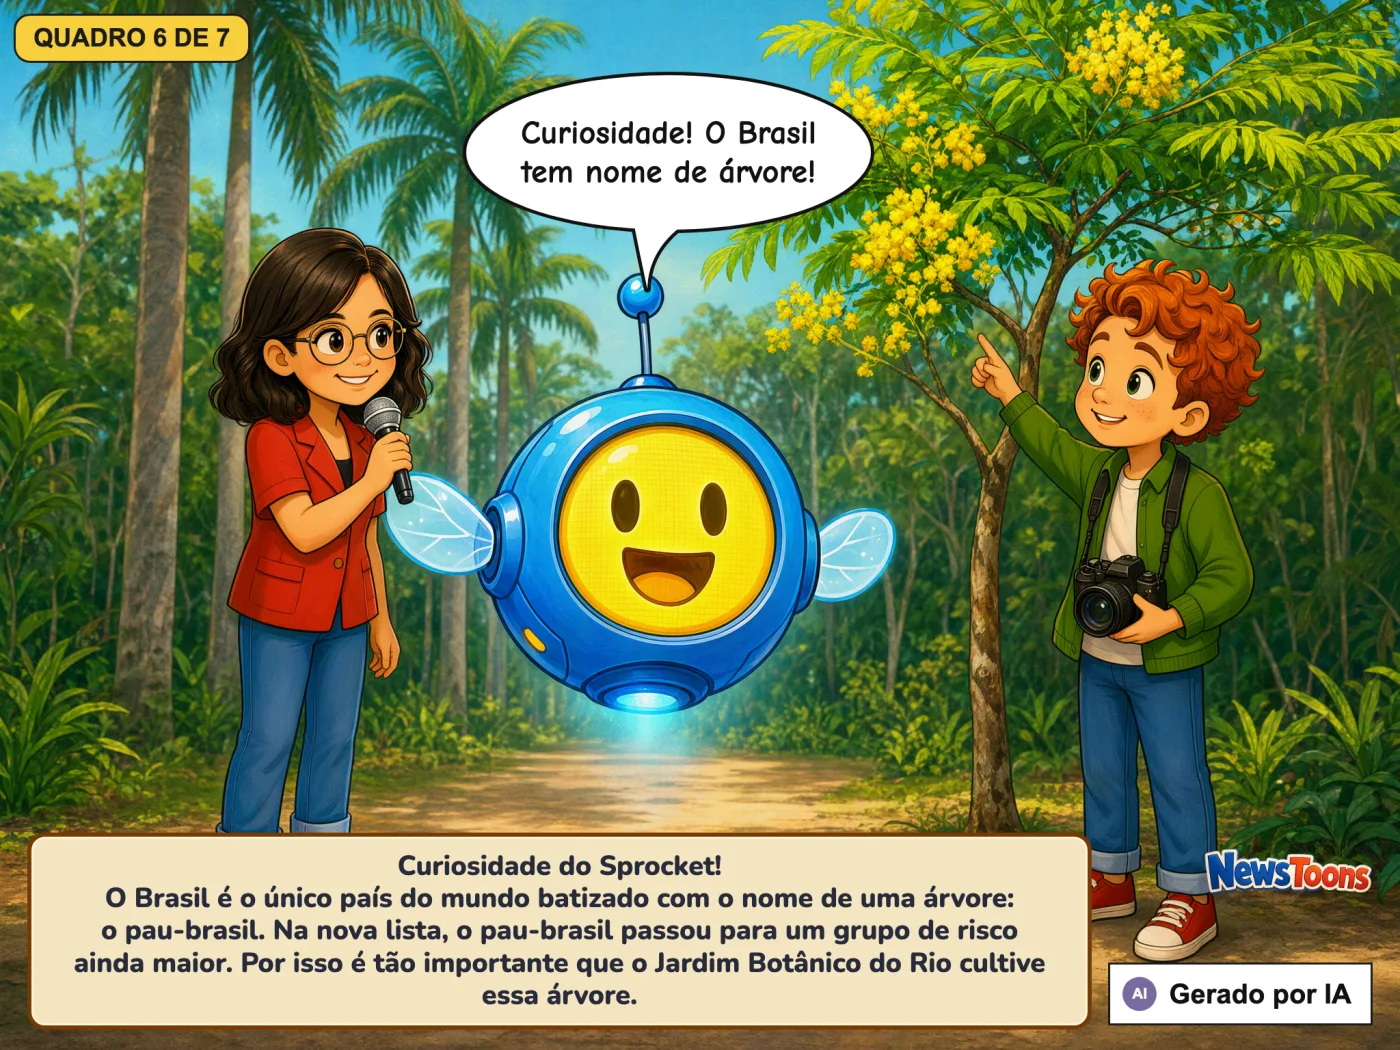 QUADRO 6 DE 7
Curiosidade! O Brasil
tem nome de árvore!
Curiosidade do Sprocket!
O Brasil é o único país do mundo batizado com o nome de uma árvore:
o pau-brasil. Na nova lista, o pau-brasil passou para um grupo de risco
ainda maior. Por isso é tão importante que o Jardim Botânico do Rio cultive
essa árvore.
NewsToons
AI Gerado por IA